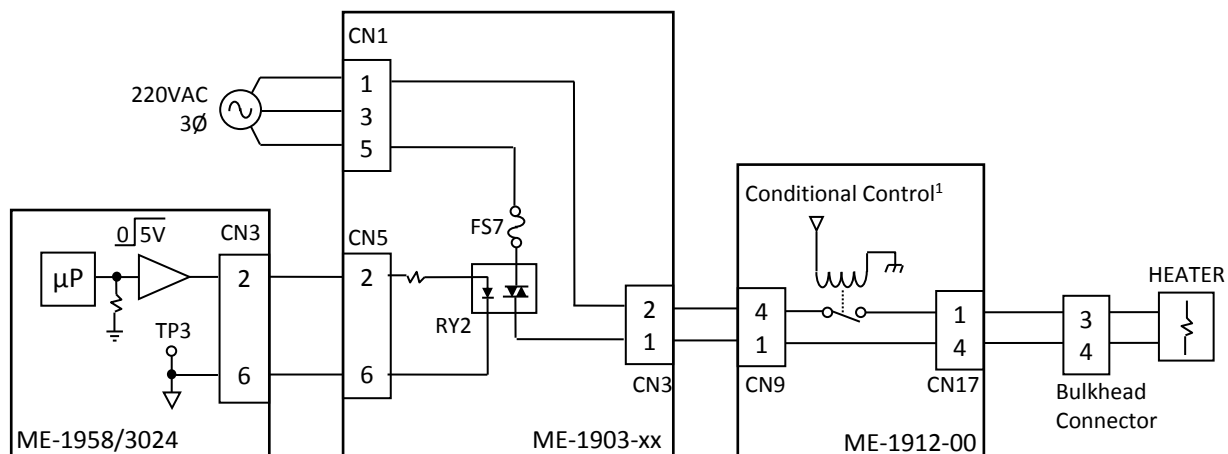 220VAC
3Ø
CN1
1
3
5
0 5V
CN3
µP
2
TP3
6
ME-1958/3024
CN5
2
6
FS7
RY2
2
1
CN3
ME-1903-xx
Conditional Control¹
4
1
CN9
1
4
CN17
ME-1912-00
3
4
Bulkhead
Connector
HEATER